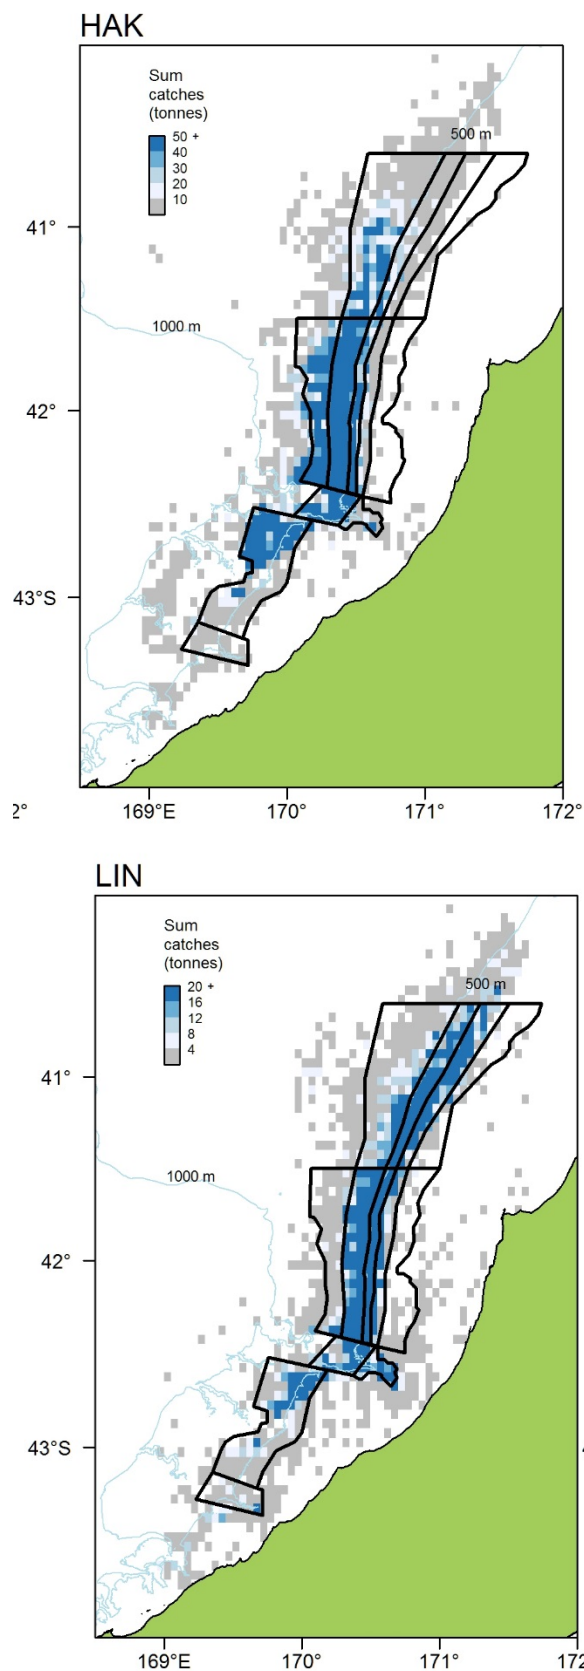 HAK
Sum
catches
(tonnes)
50 +
40
30
20
10
500 m
41°
1000 m
42°
43°S
2°
169°E
170°
171°
172°
LIN
Sum
catches
(tonnes)
20 +
16
12
8
4
500 m
41°
1000 m
42°
43°S
169°E
170°
171°
172